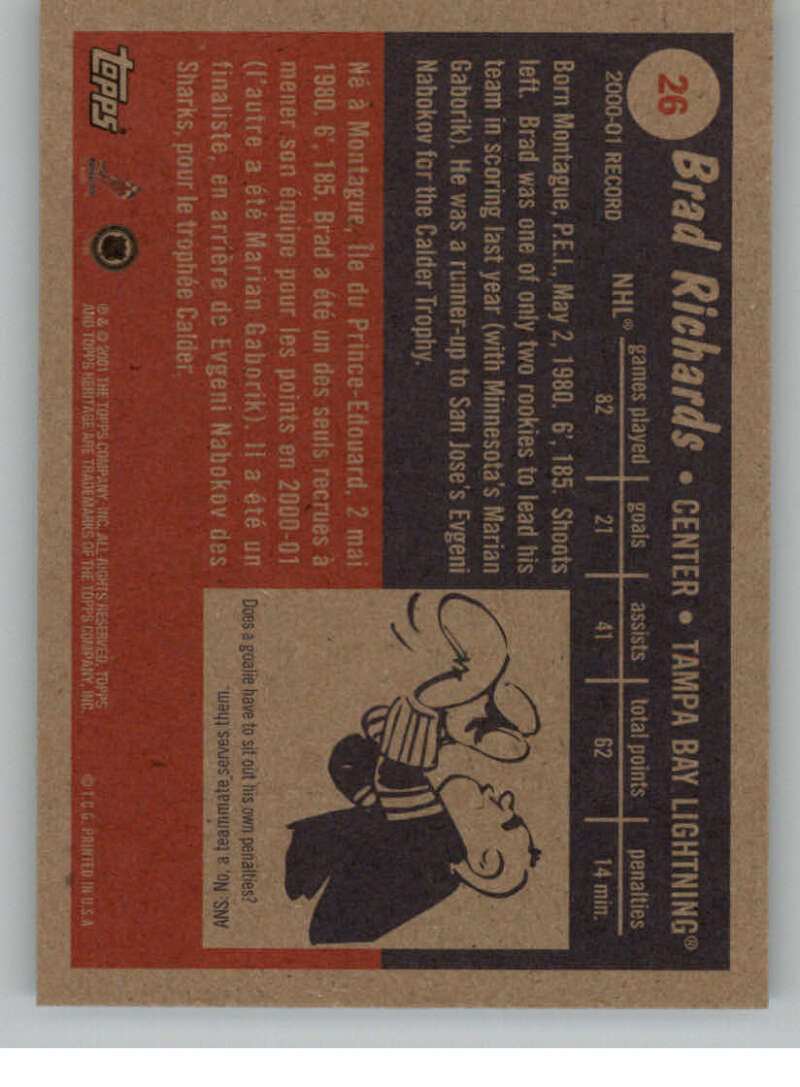 26
Brad Richards • CENTER • TAMPA BAY LIGHTNING®
2000-01 RECORD
games played goals assists total points penalties
NHL® 82 21 41 62 14 min.
Born Montague, P.E.I., May 2, 1980. 6', 185. Shoots
left. Brad was one of only two rookies to lead his
team in scoring last year (with Minnesota's Marian
Gaborik). He was a runner-up to San Jose's Evgeni
Nabokov for the Calder Trophy.
Né à Montague, Île du Prince-Edouard, 2 mai
1980. 6', 185. Brad a été un des seuls recrues à
mener son équipe pour les points en 2000-01
(l'autre a été Marian Gaborik). Il a été un
finaliste, en arrière de Evgeni Nabokov des
Sharks, pour le trophée Calder.
Does a goalie have to sit out his own penalties?
ANS. No, a teammate serves them.
topps
® & © 2001 THE TOPPS COMPANY, INC. ALL RIGHTS RESERVED. TOPPS
AND TOPPS HERITAGE ARE TRADEMARKS OF THE TOPPS COMPANY, INC.
© T.C.G. PRINTED IN U.S.A